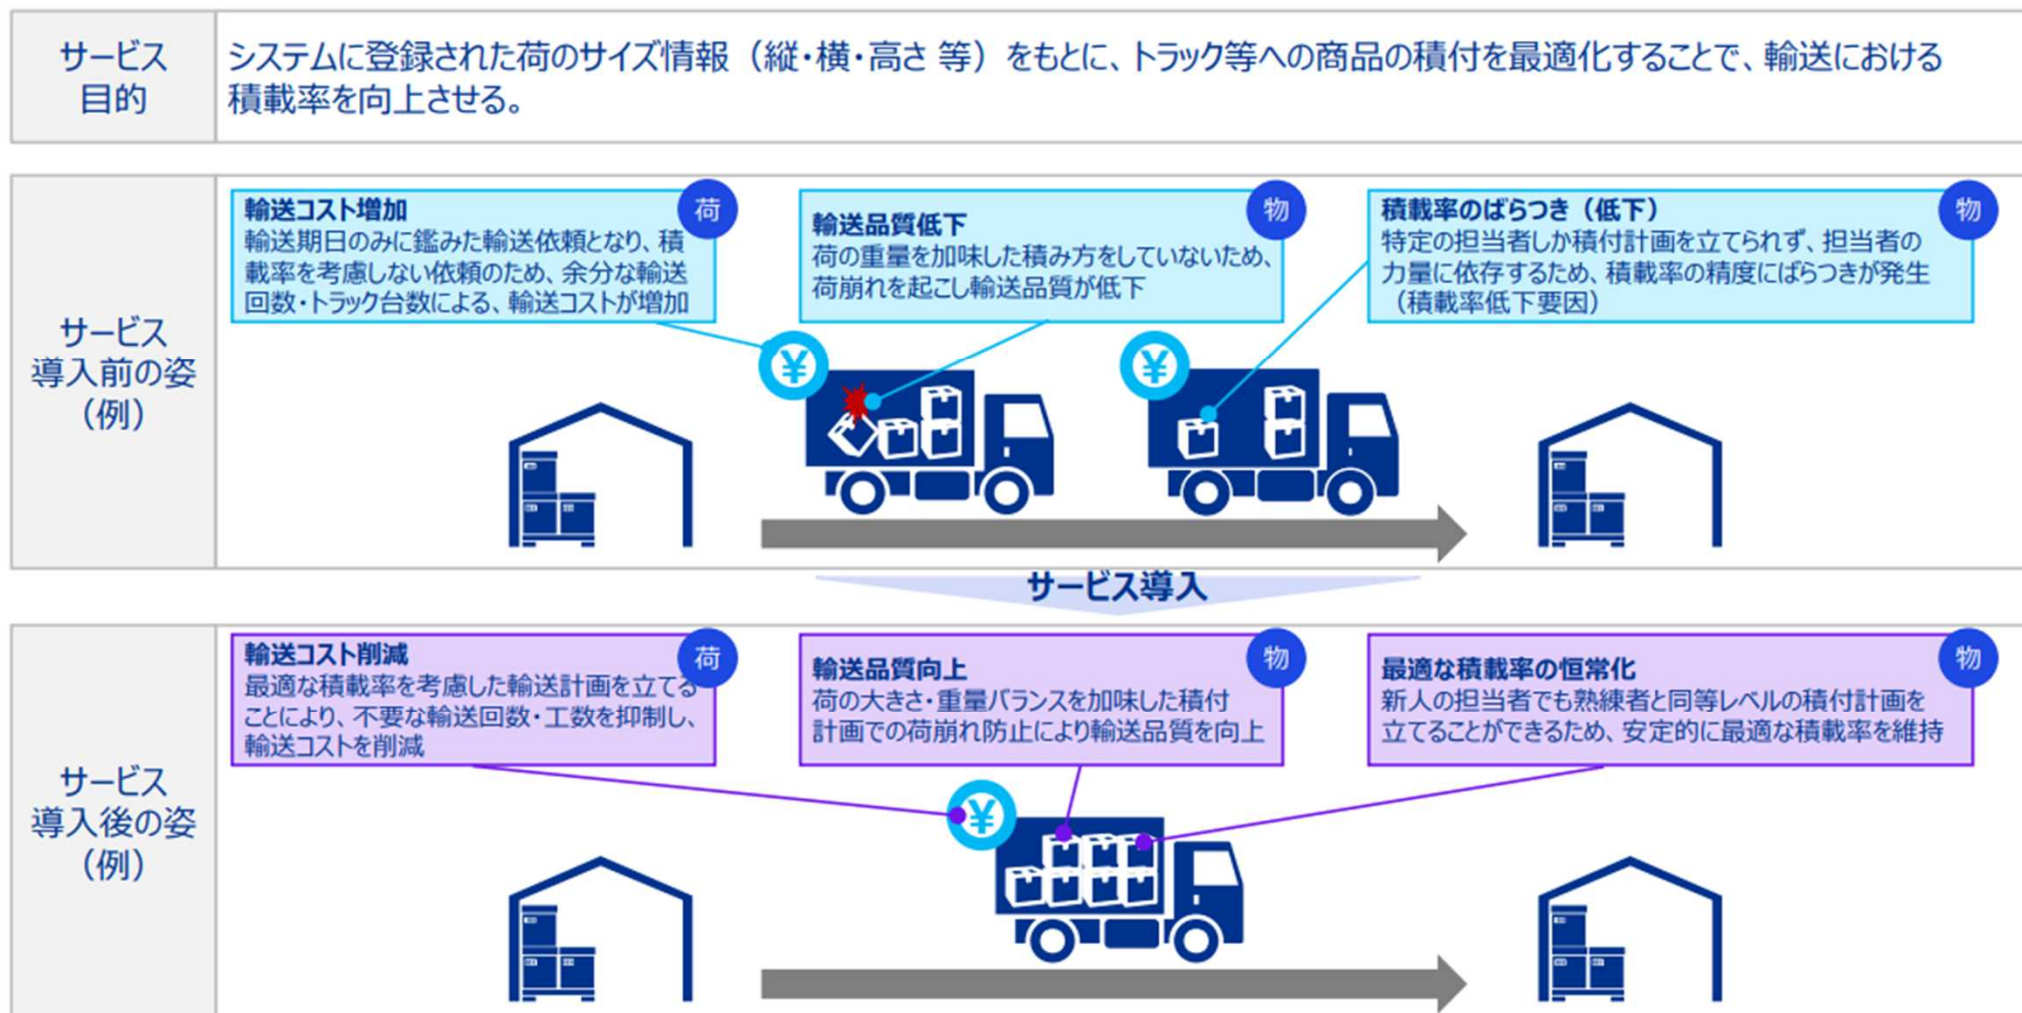 サービス
目的
システムに登録された荷のサイズ情報（縦・横・高さ 等）をもとに、トラック等への商品の積付を最適化することで、輸送における
積載率を向上させる。
サービス
導入前の姿
（例）
輸送コスト増加
荷
輸送期日のみに鑑みた輸送依頼となり、積
載率を考慮しない依頼のため、余分な輸送
回数・トラック台数による、輸送コストが増加
輸送品質低下
物
荷の重量を加味した積み方をしていないため、
荷崩れを起こし輸送品質が低下
積載率のばらつき（低下）
物
特定の担当者しか積付計画を立てられず、担当者の
力量に依存するため、積載率の精度にばらつきが発生
（積載率低下要因）
¥
¥
サービス導入
サービス
導入後の姿
（例）
輸送コスト削減
荷
最適な積載率を考慮した輸送計画を立てる
ことにより、不要な輸送回数・工数を抑制し、
輸送コストを削減
輸送品質向上
物
荷の大きさ・重量バランスを加味した積付
計画での荷崩れ防止により輸送品質を向上
最適な積載率の恒常化
物
新人の担当者でも熟練者と同等レベルの積付計画を
立てることができるため、安定的に最適な積載率を維持
¥